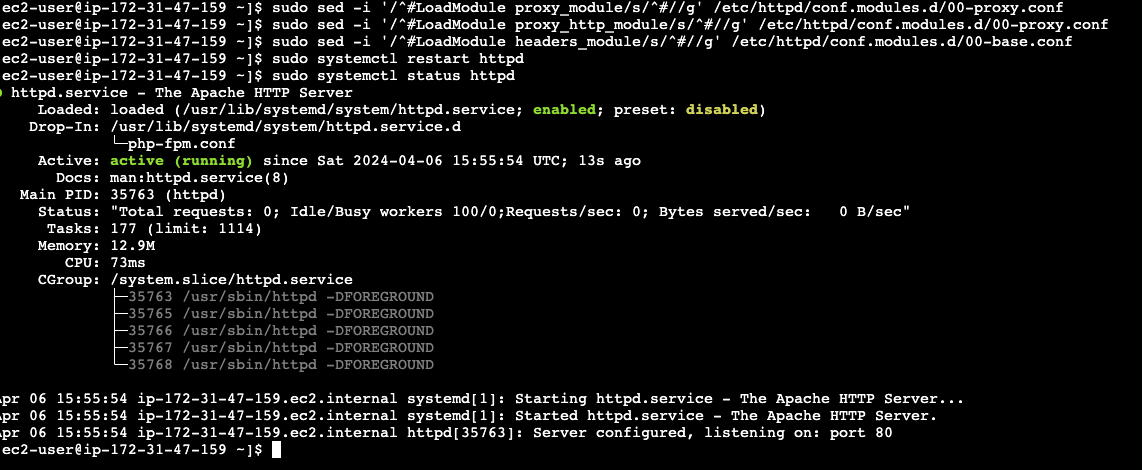 ec2-user@ip-172-31-47-159 ~]$ sudo sed -i '/^#LoadModule proxy_module/s/^#//g' /etc/httpd/conf.modules.d/00-proxy.conf
ec2-user@ip-172-31-47-159 ~]$ sudo sed -i '/^#LoadModule proxy_http_module/s/^#//g' /etc/httpd/conf.modules.d/00-proxy.conf
ec2-user@ip-172-31-47-159 ~]$ sudo sed -i '/^#LoadModule headers_module/s/^#//g' /etc/httpd/conf.modules.d/00-base.conf
ec2-user@ip-172-31-47-159 ~]$ sudo systemctl restart httpd
ec2-user@ip-172-31-47-159 ~]$ sudo systemctl status httpd
httpd.service - The Apache HTTP Server
Loaded: loaded (/usr/lib/systemd/system/httpd.service; enabled; preset: disabled)
Drop-In: /usr/lib/systemd/system/httpd.service.d
└─php-fpm.conf
Active: active (running) since Sat 2024-04-06 15:55:54 UTC; 13s ago
Docs: man:httpd.service(8)
Main PID: 35763 (httpd)
Status: "Total requests: 0; Idle/Busy workers 100/0;Requests/sec: 0; Bytes served/sec:   0 B/sec"
Tasks: 177 (limit: 1114)
Memory: 12.9M
CPU: 73ms
CGroup: /system.slice/httpd.service
├─35763 /usr/sbin/httpd -DFOREGROUND
├─35765 /usr/sbin/httpd -DFOREGROUND
├─35766 /usr/sbin/httpd -DFOREGROUND
├─35767 /usr/sbin/httpd -DFOREGROUND
└─35768 /usr/sbin/httpd -DFOREGROUND
Apr 06 15:55:54 ip-172-31-47-159.ec2.internal systemd[1]: Starting httpd.service - The Apache HTTP Server...
Apr 06 15:55:54 ip-172-31-47-159.ec2.internal systemd[1]: Started httpd.service - The Apache HTTP Server.
Apr 06 15:55:54 ip-172-31-47-159.ec2.internal httpd[35763]: Server configured, listening on: port 80
ec2-user@ip-172-31-47-159 ~]$